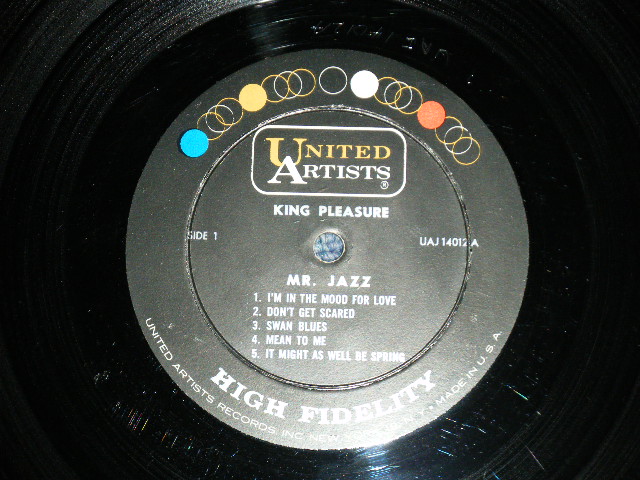 UNITED
ARTISTS®
KING PLEASURE
SIDE 1
UAJ 14012 A
MR. JAZZ
1. I'M IN THE MOOD FOR LOVE
2. DON'T GET SCARED
3. SWAN BLUES
4. MEAN TO ME
5. IT MIGHT AS WELL BE SPRING
HIGH FIDELITY
UNITED ARTISTS RECORDS INC NEW
MADE IN U.S.A.